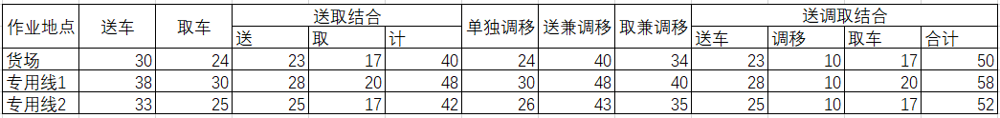 作业地点 送车 取车 送取结合 单独调移 送兼调移 取兼调移 送调取结合
送 取 计 送车 调移 取车 合计
货场 30 24 23 17 40 24 40 34 23 10 17 50
专用线1 38 30 28 20 48 30 48 40 28 10 20 58
专用线2 33 25 25 17 42 26 43 35 25 10 17 52